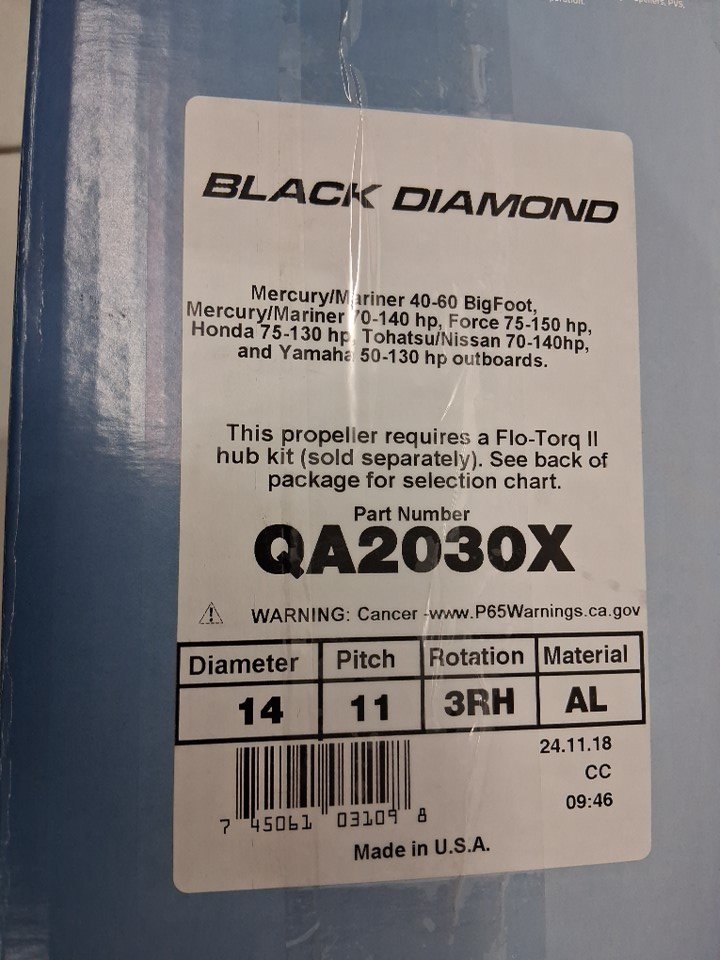 BLACK DIAMOND
Mercury/Mariner 40-60 BigFoot,
Mercury/Mariner 70-140 hp, Force 75-150 hp,
Honda 75-130 hp, Tohatsu/Nissan 70-140hp,
and Yamaha 50-130 hp outboards.
This propeller requires a Flo-Torq II
hub kit (sold separately). See back of
package for selection chart.
Part Number
QA2030X
WARNING: Cancer -www.P65Warnings.ca.gov
Diameter Pitch Rotation Material
14 11 3RH AL
24.11.18
CC
09:46
7 45061 03109 8
Made in U.S.A.